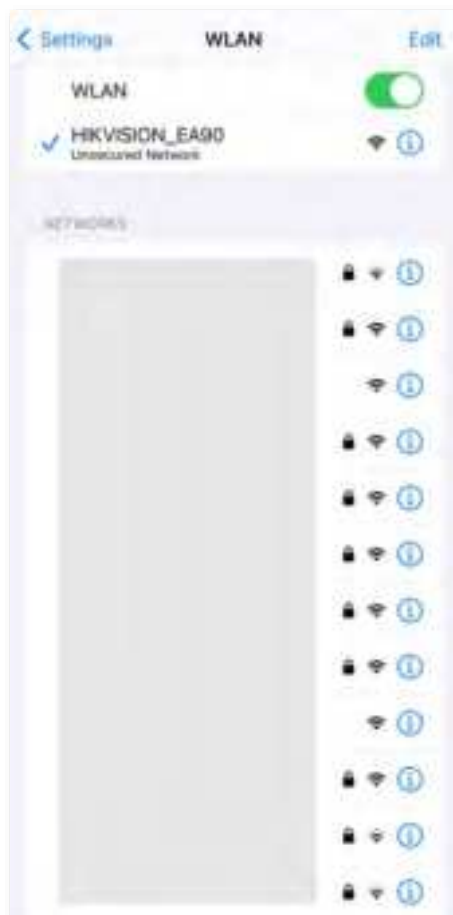 Settings
WLAN
Edit
WLAN
HIKVISION_EA90
Unsecured Network
NETWORKS